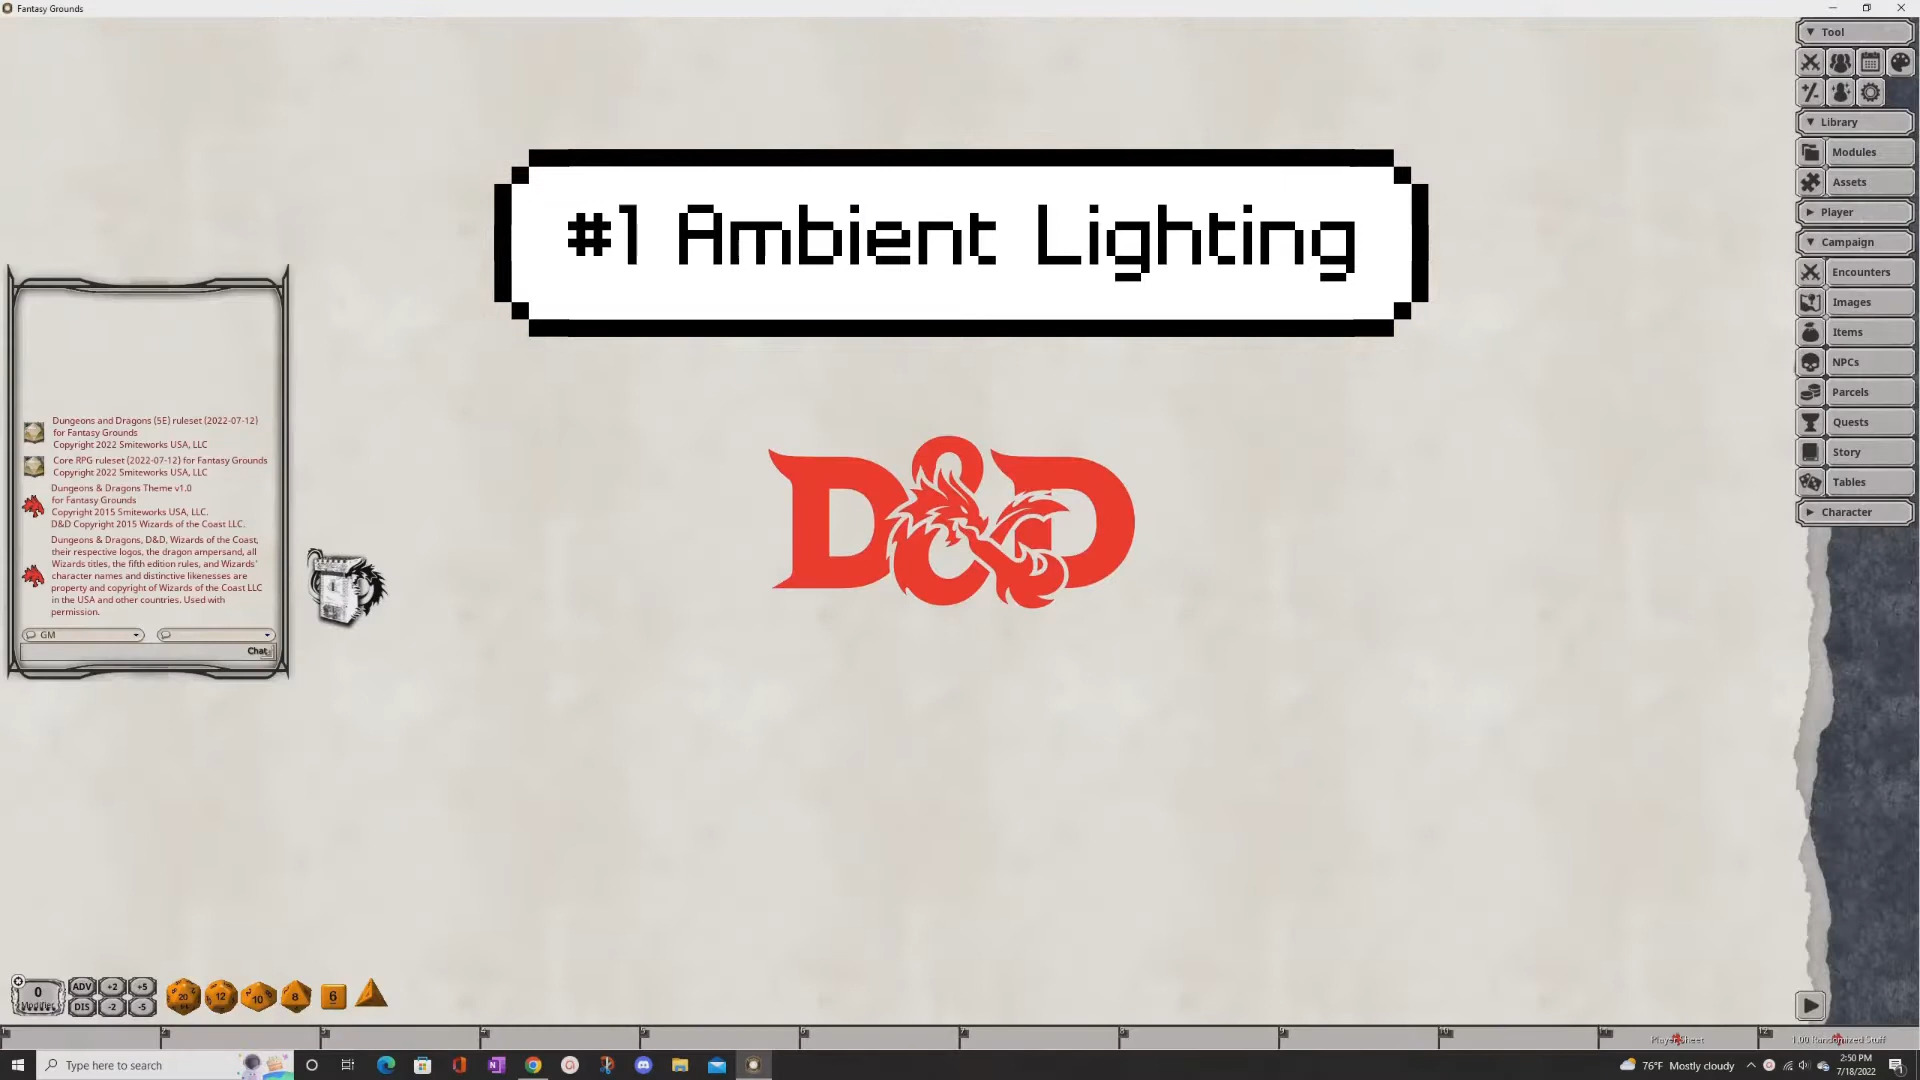 Fantasy Grounds
Tool
Library
Modules
Assets
Player
Campaign
Encounters
Images
Items
NPCs
Parcels
Quests
Story
Tables
Character
#1 Ambient Lighting
D&D
Dungeons and Dragons (5E) ruleset (2022-07-12)
for Fantasy Grounds
Copyright 2022 Smiteworks USA, LLC
Core RPG ruleset (2022-07-12) for Fantasy Grounds
Copyright 2022 Smiteworks USA, LLC
Dungeons & Dragons Theme v1.0
for Fantasy Grounds
Copyright 2015 Smiteworks USA, LLC.
D&D Copyright 2015 Wizards of the Coast LLC.
Dungeons & Dragons, D&D, Wizards of the Coast,
their respective logos, the dragon ampersand, all
Wizards titles, the fifth edition rules, and Wizards'
character names and distinctive likenesses are
property and copyright of Wizards of the Coast LLC
in the USA and other countries. Used with
permission.
GM
Chat
0
Modifier
ADV +2 +5
DIS -2 -5
20 12 10 8 6
Player Sheet
1.00 Randomized Stuff
Type here to search
76°F Mostly cloudy
2:50 PM
7/18/2022